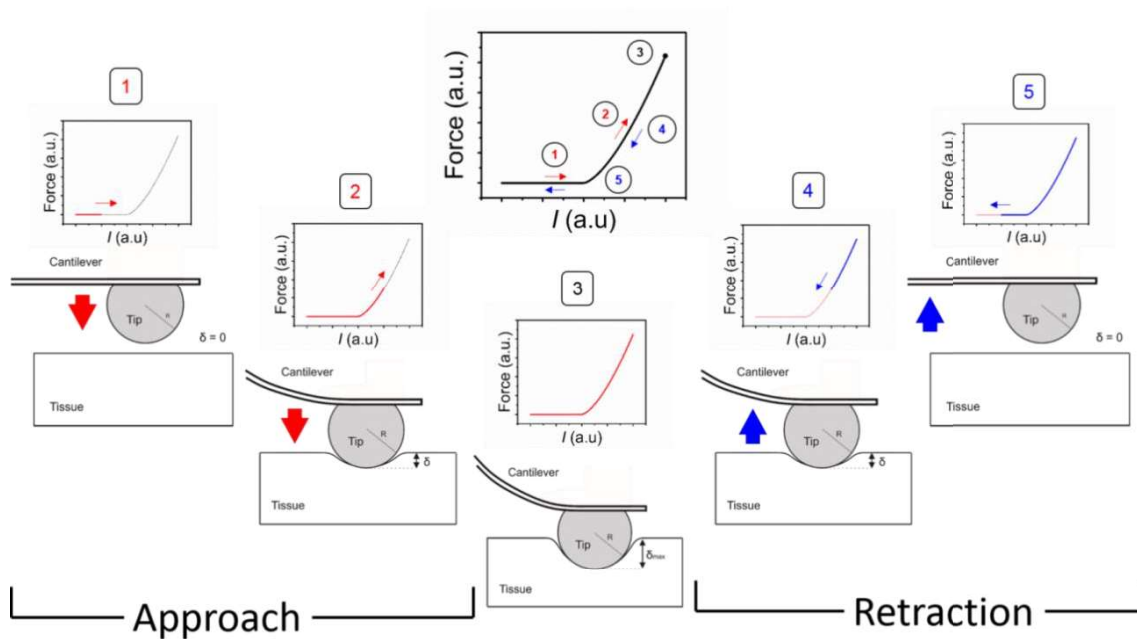 1
Force (a.u.)
I (a.u)
Cantilever
Tip
R
δ = 0
Tissue
2
Force (a.u.)
I (a.u)
Cantilever
Tip
R
δ
Tissue
Force (a.u.)
1
2
3
4
5
I (a.u)
3
Force (a.u.)
I (a.u)
Cantilever
Tip
R
δmax
Tissue
4
Force (a.u.)
I (a.u)
Cantilever
Tip
R
δ
Tissue
5
Force (a.u.)
I (a.u)
Cantilever
Tip
R
δ = 0
Tissue
Approach
Retraction